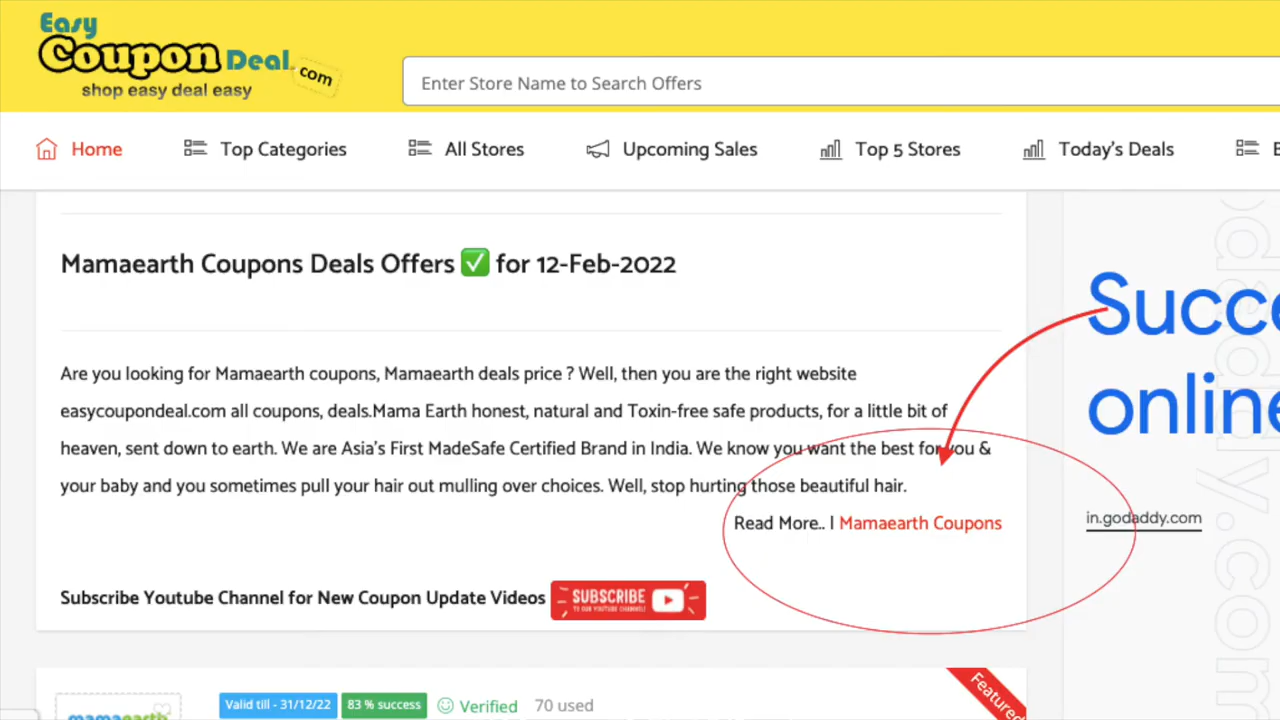 Easy
Coupon Deal.com
shop easy deal easy
Enter Store Name to Search Offers
Home
Top Categories
All Stores
Upcoming Sales
Top 5 Stores
Today's Deals
Mamaearth Coupons Deals Offers ✅ for 12-Feb-2022
Are you looking for Mamaearth coupons, Mamaearth deals price ? Well, then you are the right website
easycoupondeal.com all coupons, deals.Mama Earth honest, natural and Toxin-free safe products, for a little bit of
heaven, sent down to earth. We are Asia's First MadeSafe Certified Brand in India. We know you want the best for you &
your baby and you sometimes pull your hair out mulling over choices. Well, stop hurting those beautiful hair.
Read More.. | Mamaearth Coupons
Succe
online
in.godaddy.com
Subscribe Youtube Channel for New Coupon Update Videos
SUBSCRIBE
TO OUR YOUTUBE CHANNEL!
Valid till - 31/12/22
83 % success
Verified
70 used
Featured
mamaearth